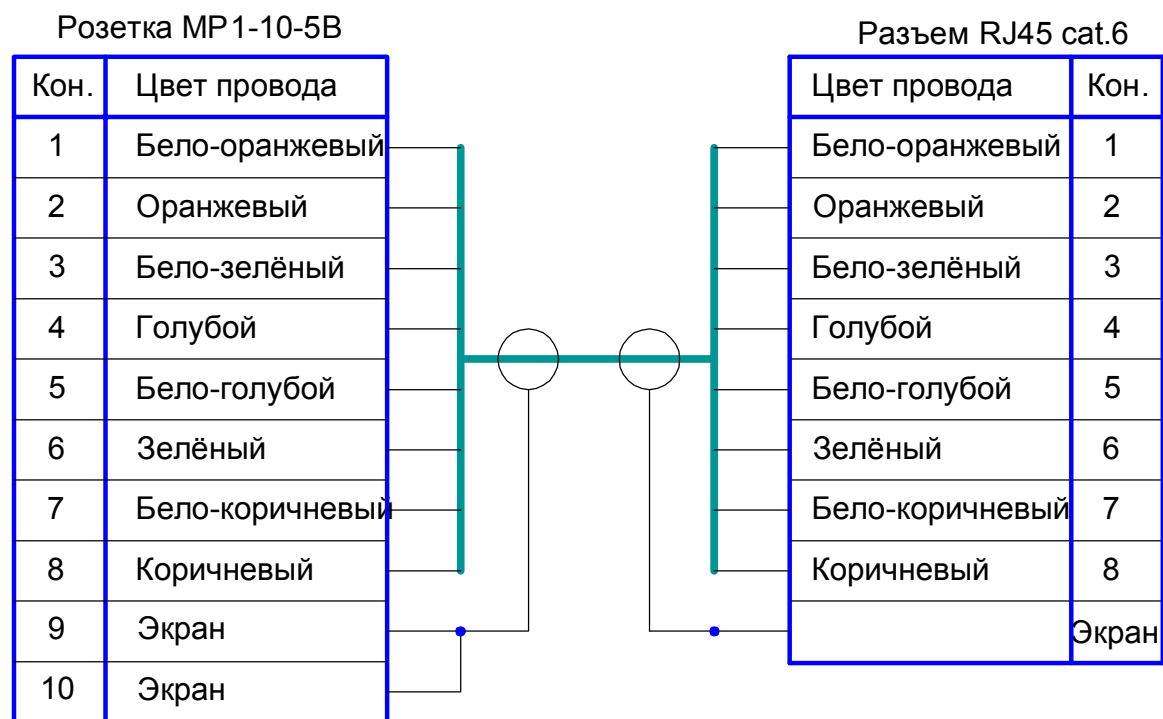 Розетка МР1-10-5В
Кон. Цвет провода
1 Бело-оранжевый
2 Оранжевый
3 Бело-зелёный
4 Голубой
5 Бело-голубой
6 Зелёный
7 Бело-коричневый
8 Коричневый
9 Экран
10 Экран
Разъем RJ45 cat.6
Цвет провода Кон.
Бело-оранжевый 1
Оранжевый 2
Бело-зелёный 3
Голубой 4
Бело-голубой 5
Зелёный 6
Бело-коричневый 7
Коричневый 8
Экран